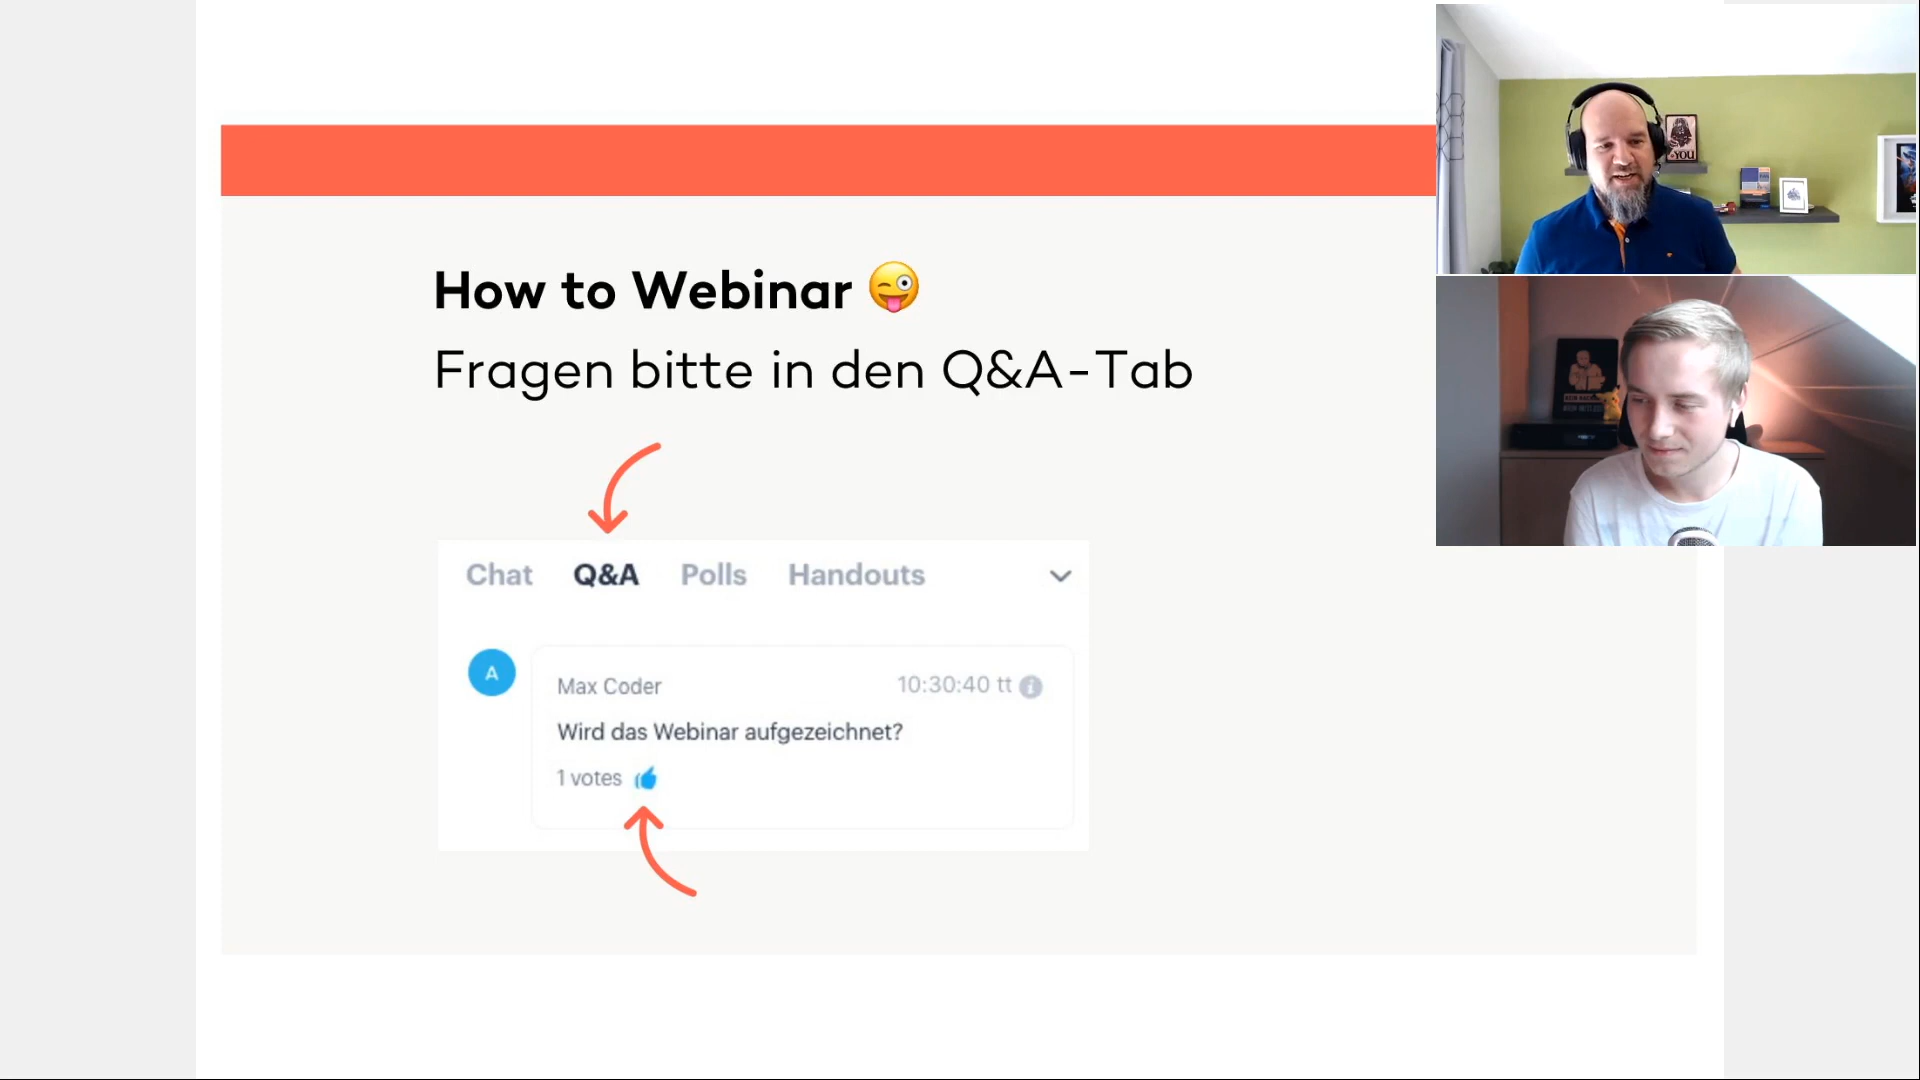 How to Webinar 😜
Fragen bitte in den Q&A-Tab
Chat Q&A Polls Handouts
A
Max Coder 10:30:40 tt
Wird das Webinar aufgezeichnet?
1 votes
YOU